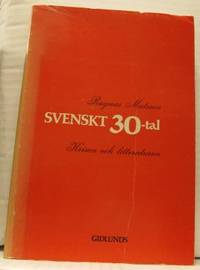 Ragnar Matsson
SVENSKT 30-tal
Krisen och litteraturen
GIDLUNDS